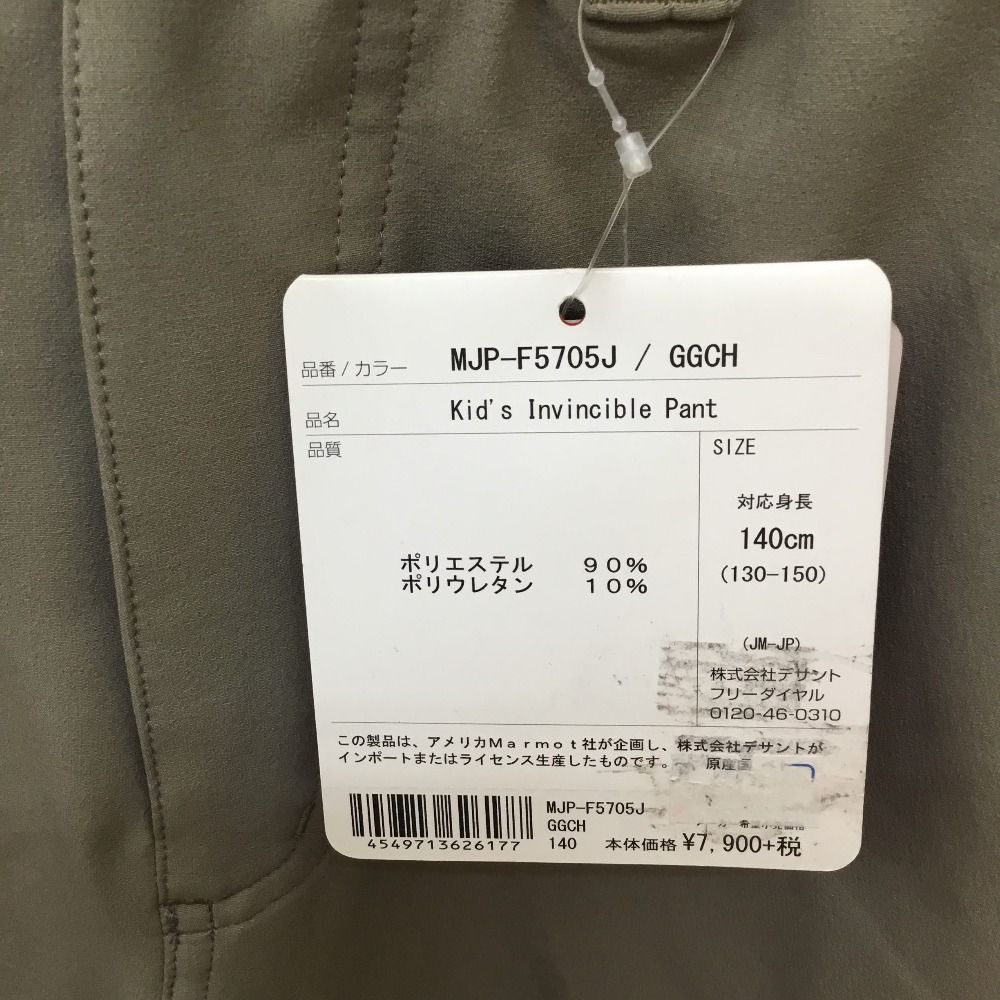 品番 / カラー MJP-F5705J / GGCH
品名 Kid's Invincible Pant
品質
SIZE
対応身長
140cm
(130-150)
ポリエステル 90%
ポリウレタン 10%
(JM-JP)
株式会社デサント
フリーダイヤル
0120-46-0310
この製品は、アメリカMarmot社が企画し、株式会社デサントが
インポートまたはライセンス生産したものです。 原産国
4549713626177
MJP-F5705J
GGCH
140 本体価格 ¥7,900+税